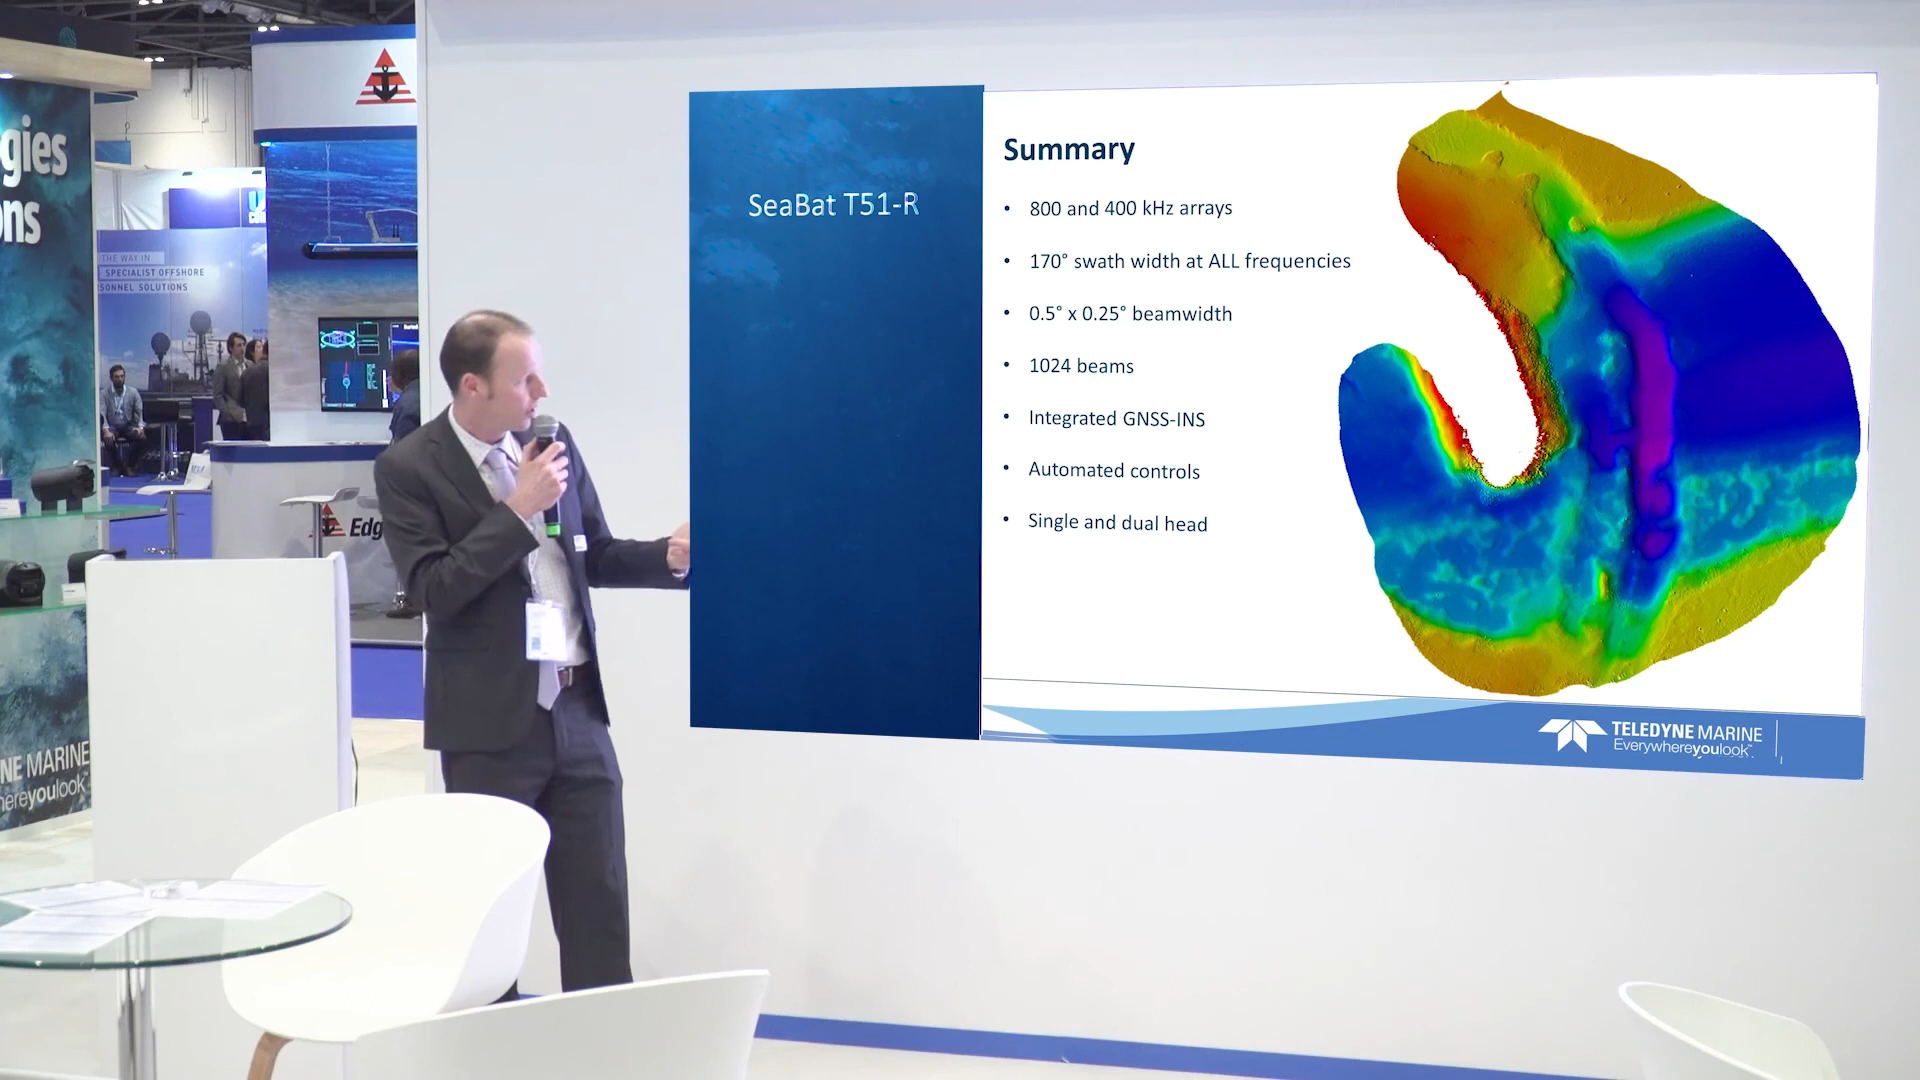 gies
ns
THE WAY IN
SPECIALIST OFFSHORE
SONNEL SOLUTIONS
Edg
NE MARINE
hereyoulook
SeaBat T51-R
Summary
• 800 and 400 kHz arrays
• 170° swath width at ALL frequencies
• 0.5° x 0.25° beamwidth
• 1024 beams
• Integrated GNSS-INS
• Automated controls
• Single and dual head
TELEDYNE MARINE
Everywhereyoulook™